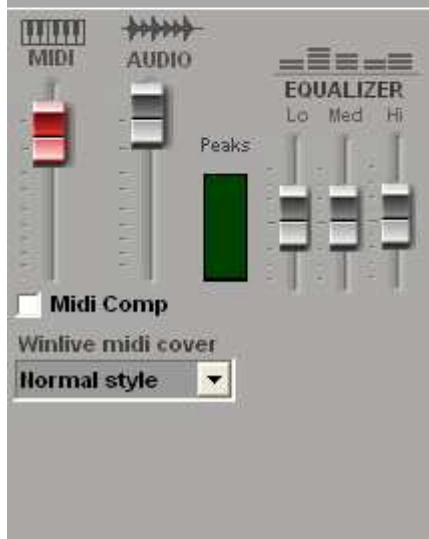 MIDI
AUDIO
EQUALIZER
Lo Med Hi
Peaks
Midi Comp
Winlive midi cover
Normal style